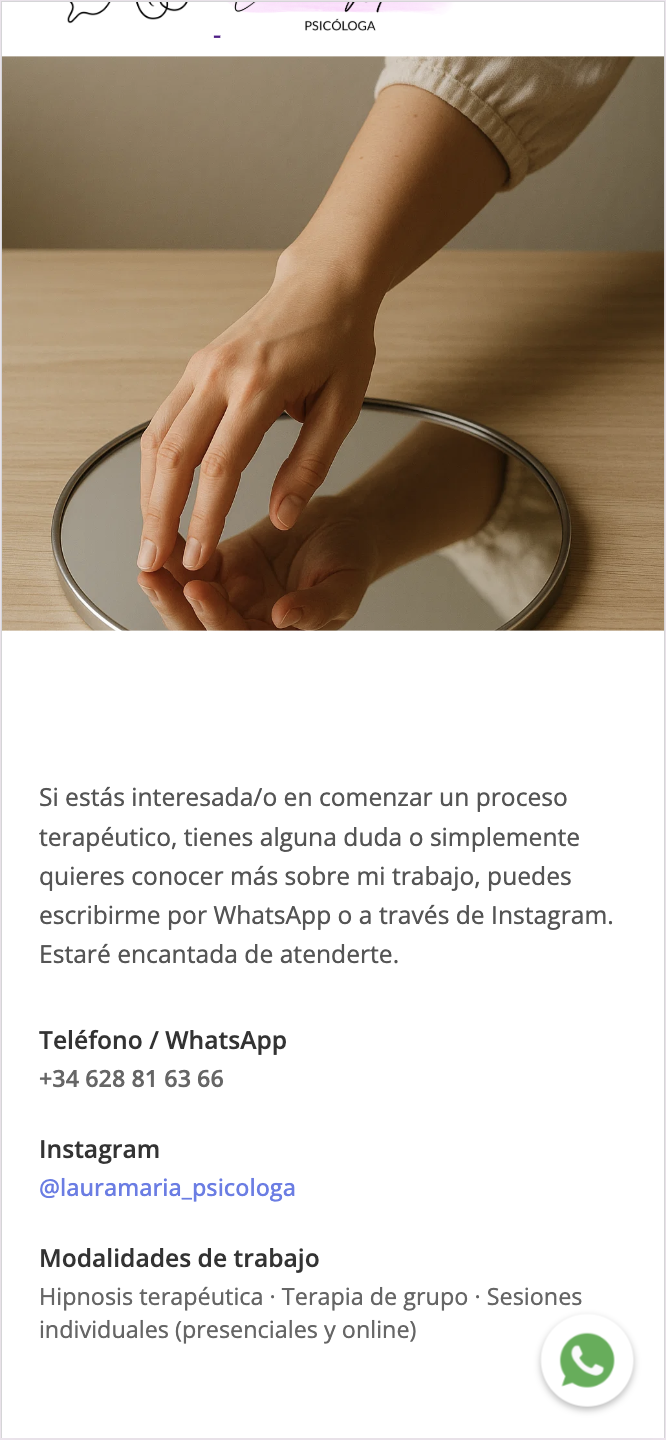 PSICÓLOGA
Si estás interesada/o en comenzar un proceso
terapéutico, tienes alguna duda o simplemente
quieres conocer más sobre mi trabajo, puedes
escribirme por WhatsApp o a través de Instagram.
Estaré encantada de atenderte.
Teléfono / WhatsApp
+34 628 81 63 66
Instagram
@lauramaria_psicologa
Modalidades de trabajo
Hipnosis terapéutica · Terapia de grupo · Sesiones
individuales (presenciales y online)